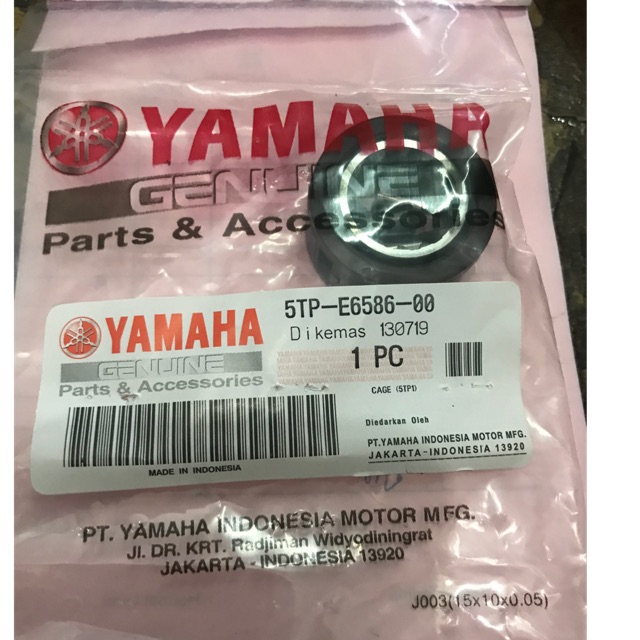 YAMAHA
GENUINE
Parts & Accessories
5TP-E6586-00
YAMAHA
Dikemas 130719
GENUINE
1 PC
Parts & Accessories
CAGE (5TP1)
Diedarkan Oleh
PT.YAMAHA INDONESIA MOTOR MFG.
JAKARTA-INDONESIA 13920
MADE IN INDONESIA
PT. YAMAHA INDONESIA MOTOR MFG.
Jl. DR. KRT. Radjiman Widyodiningrat
JAKARTA - INDONESIA 13920
J003(15x10x0.05)